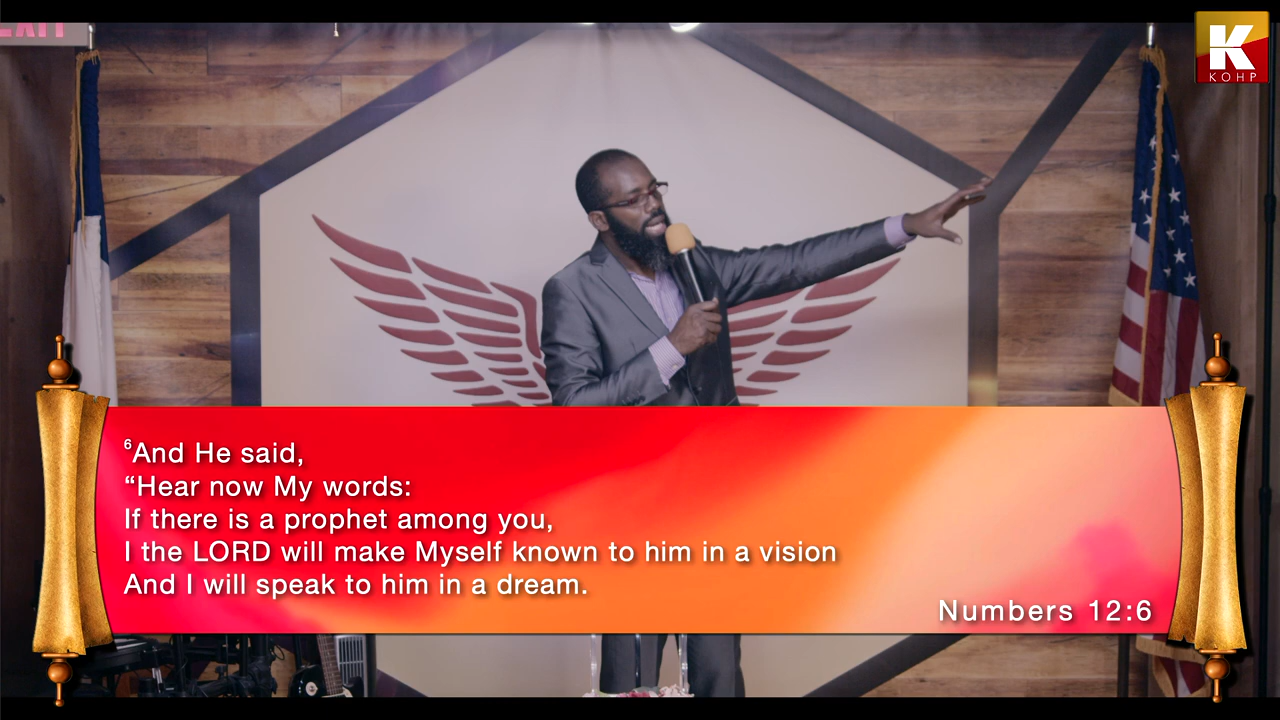 EXIT
K
KOHP
⁶And He said,
“Hear now My words:
If there is a prophet among you,
I the LORD will make Myself known to him in a vision
And I will speak to him in a dream.
Numbers 12:6